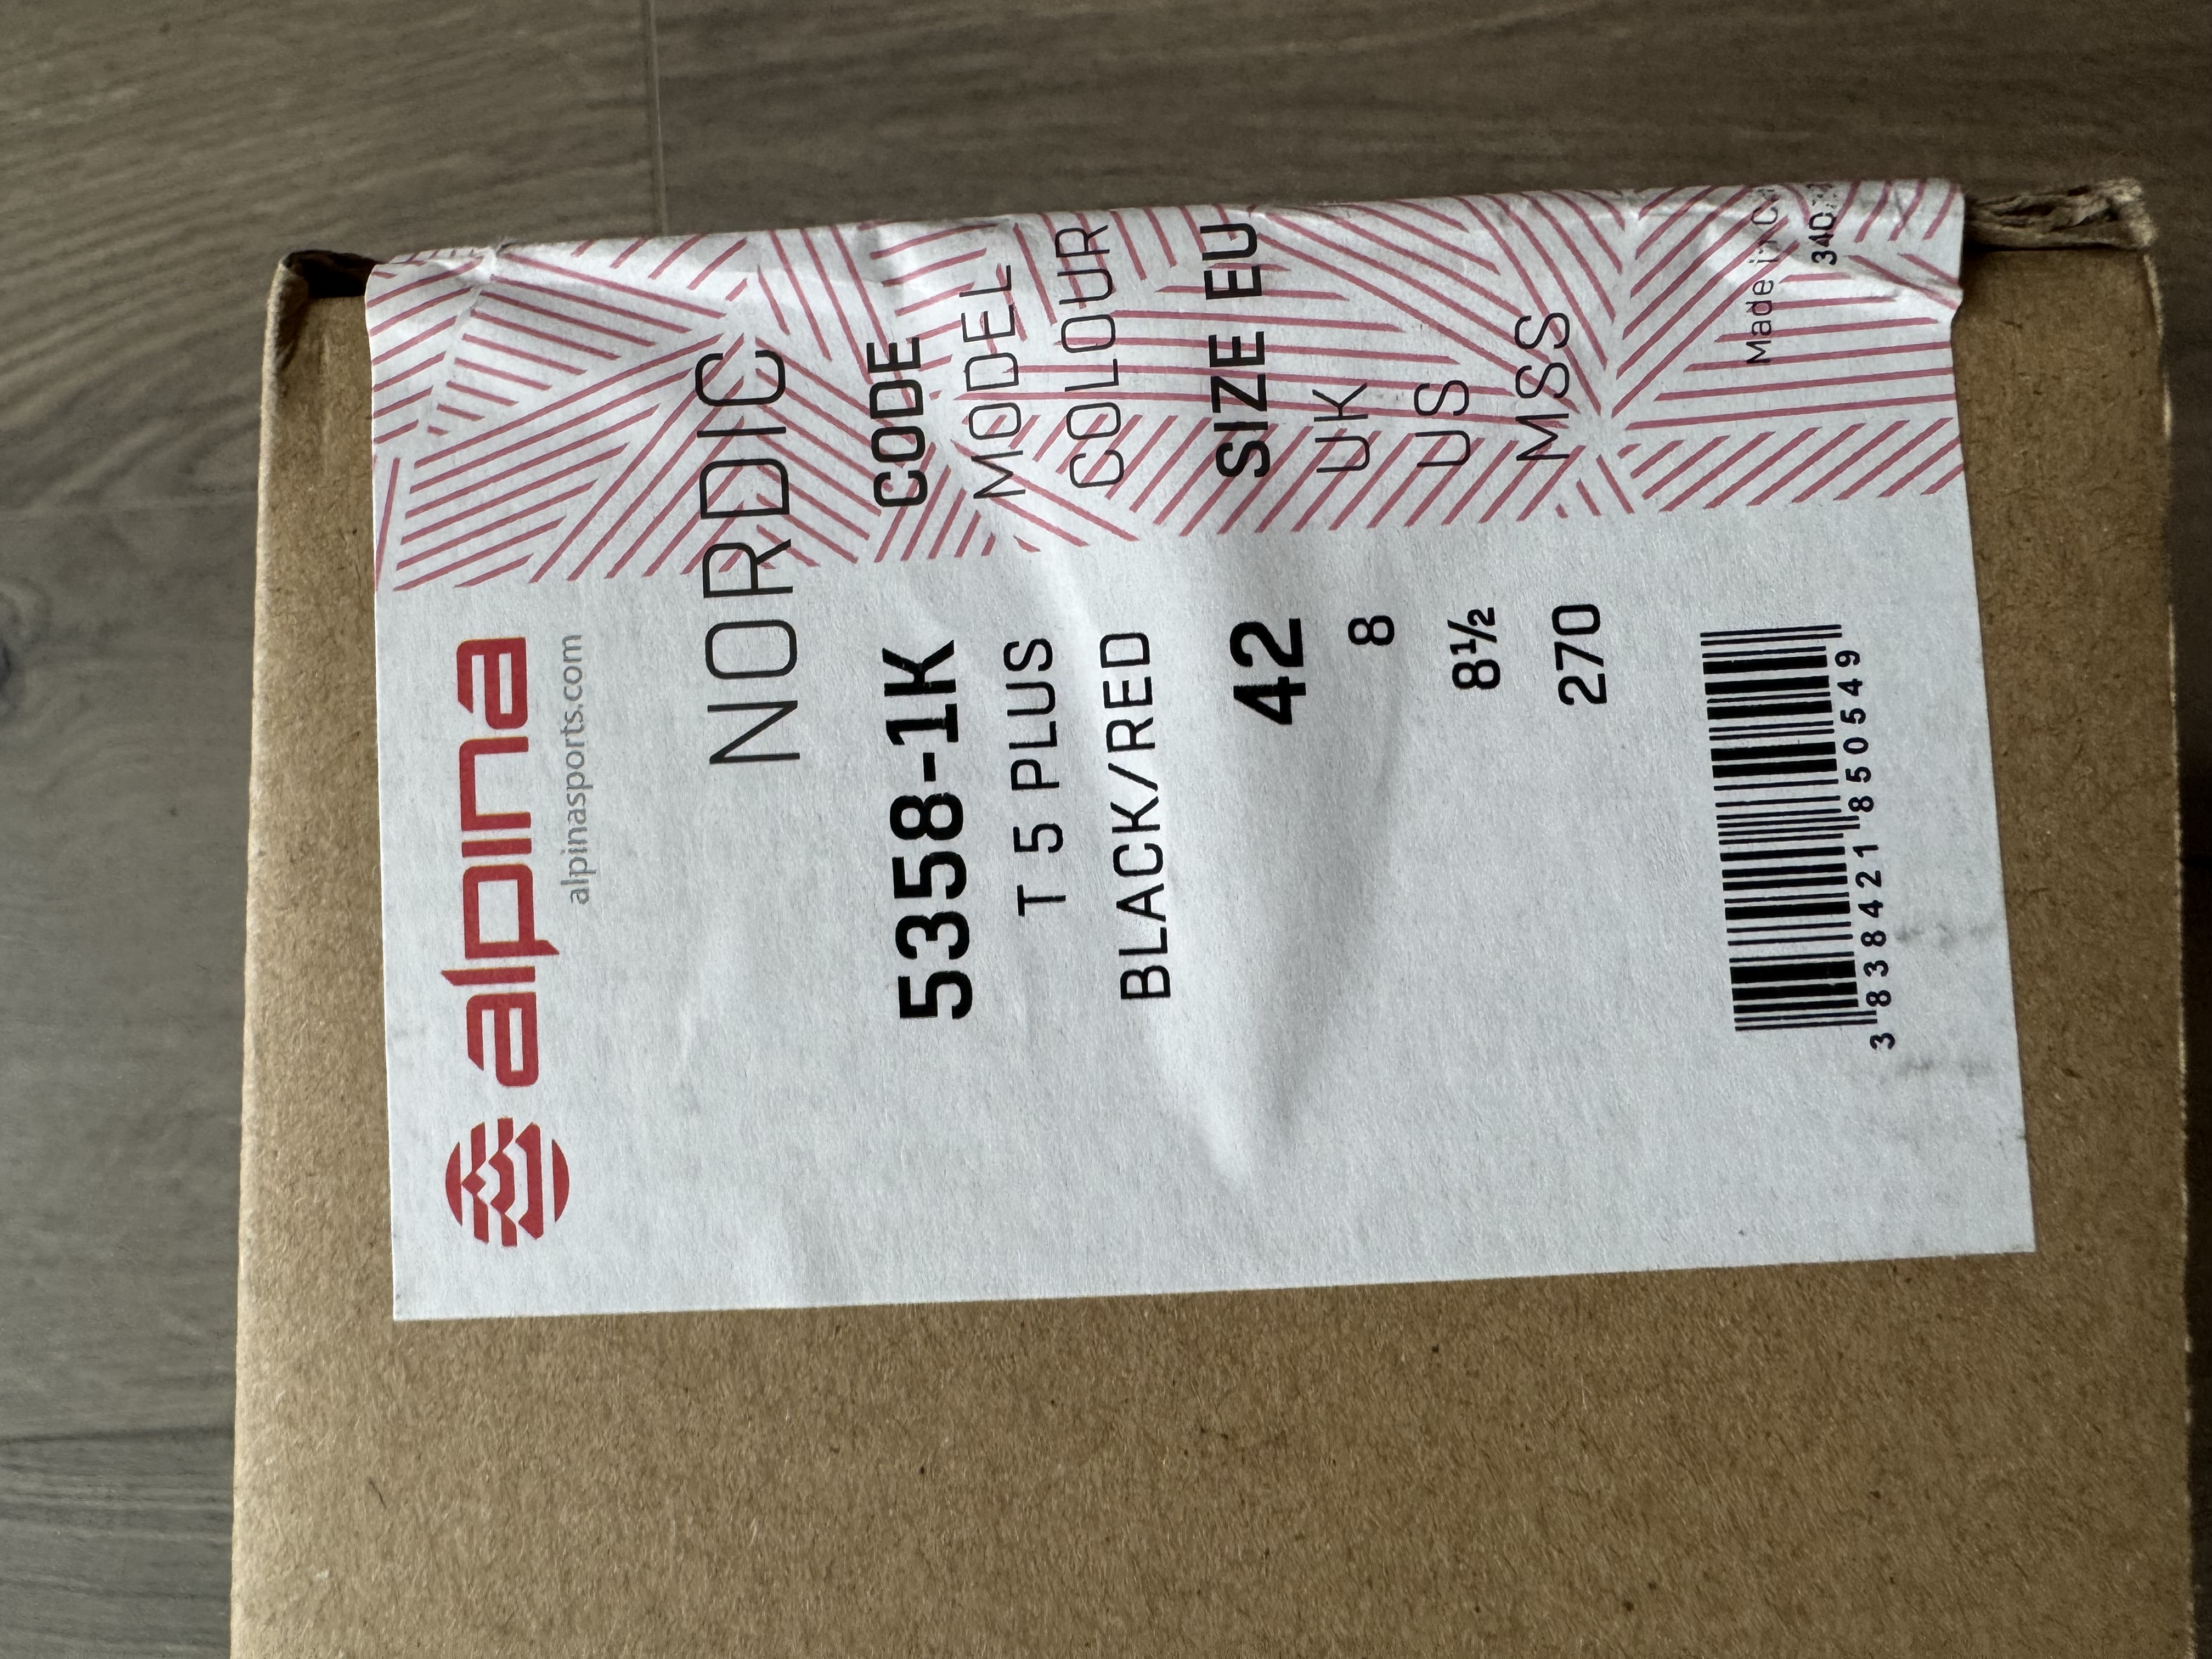 alpina
alpinasports.com
NORDIC
CODE 5358-1K
MODEL T 5 PLUS
COLOUR BLACK/RED
SIZE EU 42
UK 8
US 8½
MSS 270
Made in
3 838421 850549